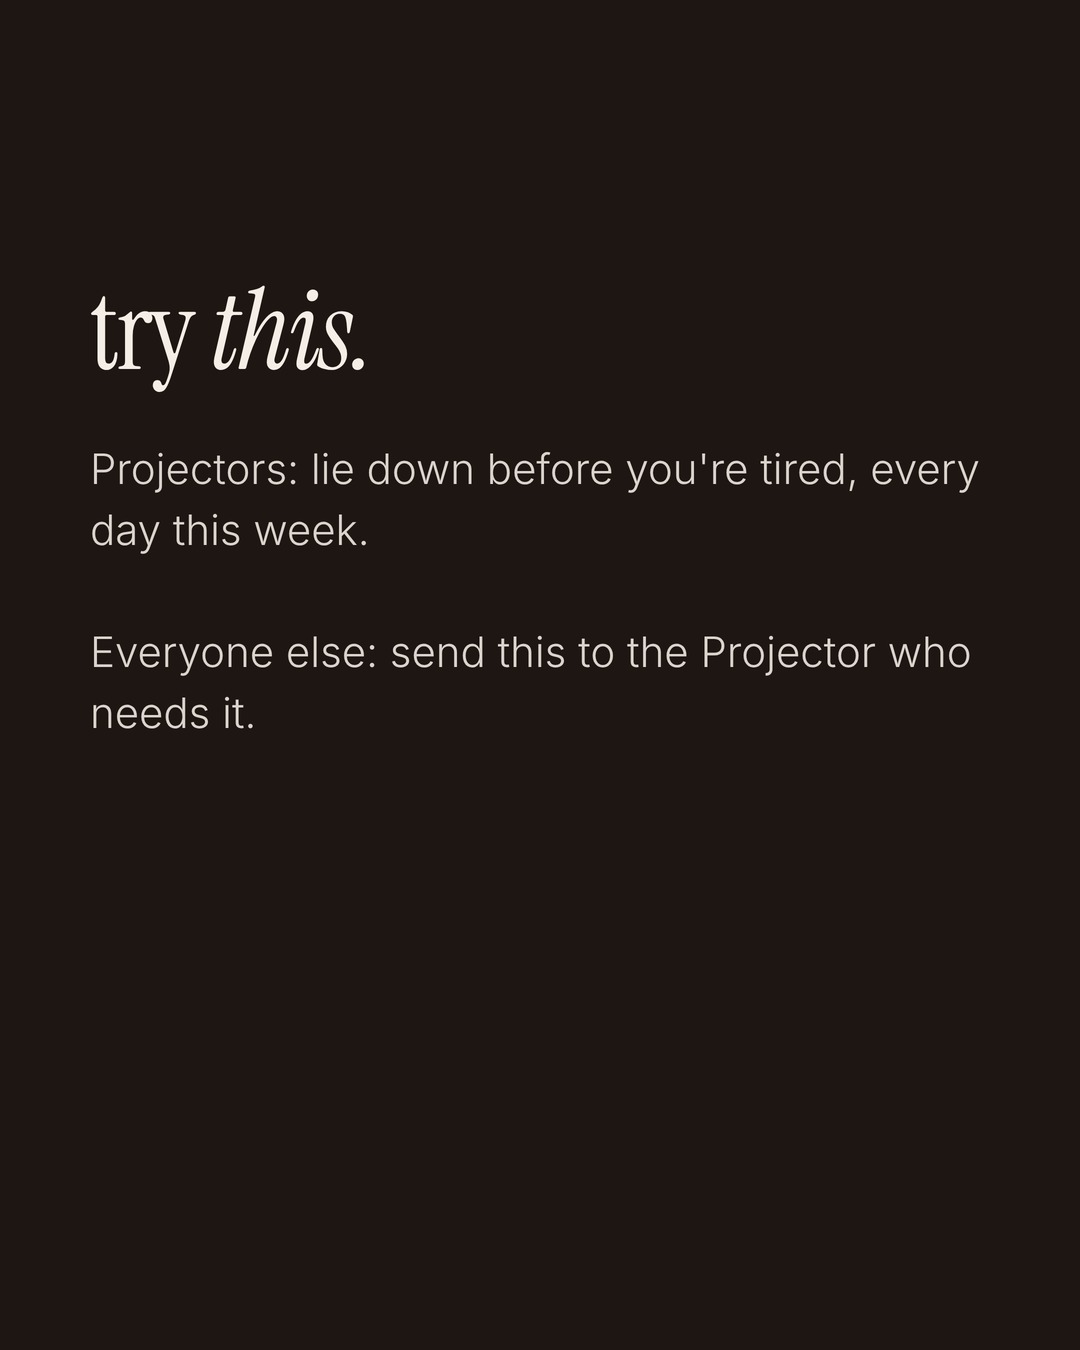 try this.
Projectors: lie down before you're tired, every
day this week.
Everyone else: send this to the Projector who
needs it.